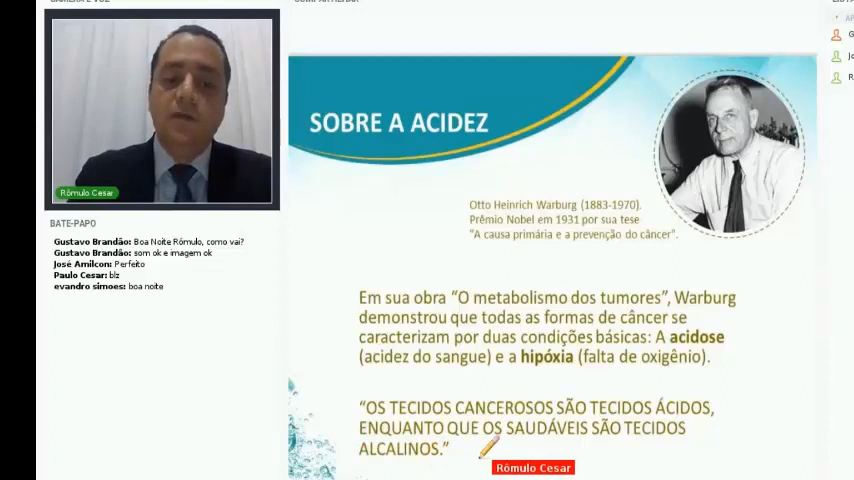 Rômulo Cesar
BATE-PAPO
Gustavo Brandão: Boa Noite Rômulo, como vai?
Gustavo Brandão: som ok e imagem ok
José Amilcon: Perfeito
Paulo Cesar: blz
evandro simoes: boa noite
SOBRE A ACIDEZ
Otto Heinrich Warburg (1883-1970).
Prêmio Nobel em 1931 por sua tese
"A causa primária e a prevenção do câncer".
Em sua obra "O metabolismo dos tumores", Warburg
demonstrou que todas as formas de câncer se
caracterizam por duas condições básicas: A acidose
(acidez do sangue) e a hipóxia (falta de oxigênio).
"OS TECIDOS CANCEROSOS SÃO TECIDOS ÁCIDOS,
ENQUANTO QUE OS SAUDÁVEIS SÃO TECIDOS
ALCALINOS."
Rômulo Cesar